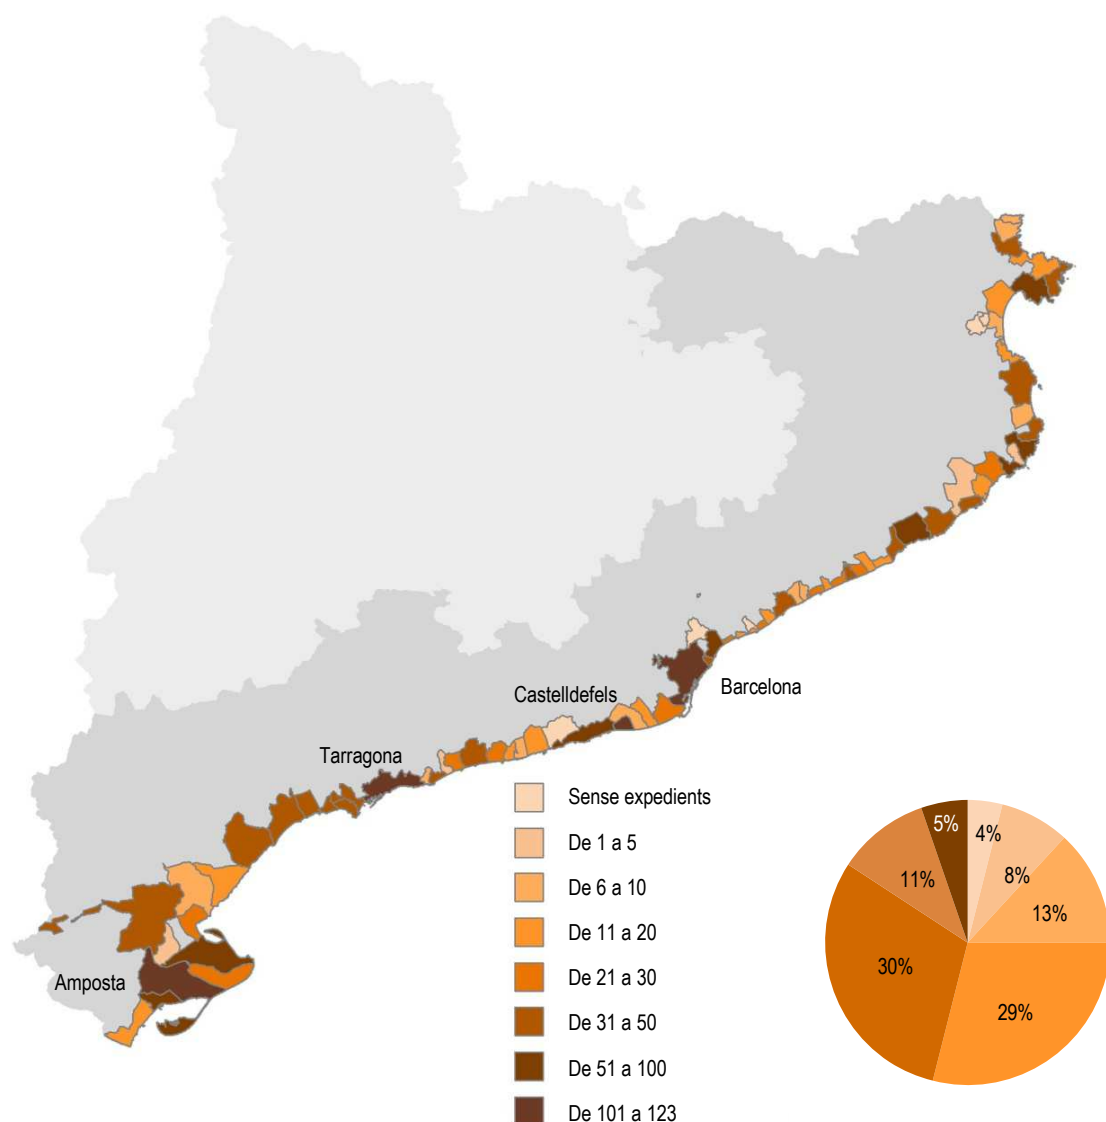 Castelldefels
Barcelona
Tarragona
Amposta
Sense expedients
De 1 a 5
De 6 a 10
De 11 a 20
De 21 a 30
De 31 a 50
De 51 a 100
De 101 a 123
5%
4%
8%
11%
13%
30%
29%